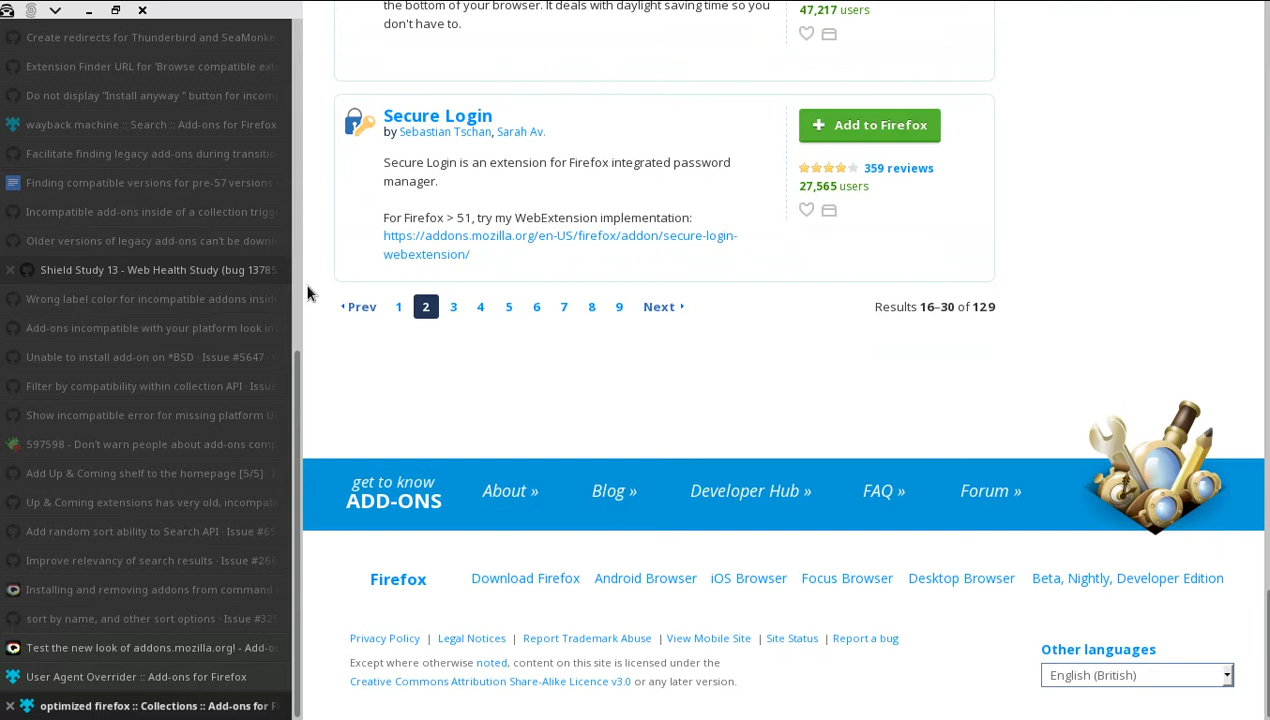 Create redirects for Thunderbird and SeaMonke
Extension Finder URL for 'Browse compatible ext
Do not display "Install anyway " button for incom
wayback machine :: Search :: Add-ons for Firefox
Facilitate finding legacy add-ons during transitio
Finding compatible versions for pre-57 versions -
Incompatible add-ons inside of a collection trigg
Older versions of legacy add-ons can't be downl
Shield Study 13 - Web Health Study (bug 13785
Wrong label color for incompatible addons insid
Add-ons incompatible with your platform look in
Unable to install add-on on *BSD · Issue #5647 ·
Filter by compatibility within collection API · Issue
Show incompatible error for missing platform UI
597598 - Don't warn people about add-ons comp
Add Up & Coming shelf to the homepage [5/5] ·
Up & Coming extensions has very old, incompat
Add random sort ability to Search API · Issue #65
Improve relevancy of search results · Issue #266
Installing and removing addons from command
sort by name, and other sort options · Issue #325
Test the new look of addons.mozilla.org! - Add-o
User Agent Overrider :: Add-ons for Firefox
optimized firefox :: Collections :: Add-ons for F
the bottom of your browser. It deals with daylight saving time so you
don't have to.
47,217 users
Secure Login
by Sebastian Tschan, Sarah Av.
Secure Login is an extension for Firefox integrated password
manager.
For Firefox > 51, try my WebExtension implementation:
https://addons.mozilla.org/en-US/firefox/addon/secure-login-
webextension/
Add to Firefox
359 reviews
27,565 users
Prev 1 2 3 4 5 6 7 8 9 Next
Results 16–30 of 129
get to know
ADD-ONS
About » Blog » Developer Hub » FAQ » Forum »
Firefox Download Firefox Android Browser iOS Browser Focus Browser Desktop Browser Beta, Nightly, Developer Edition
Privacy Policy | Legal Notices | Report Trademark Abuse | View Mobile Site | Site Status | Report a bug
Except where otherwise noted, content on this site is licensed under the
Creative Commons Attribution Share-Alike Licence v3.0 or any later version.
Other languages
English (British)